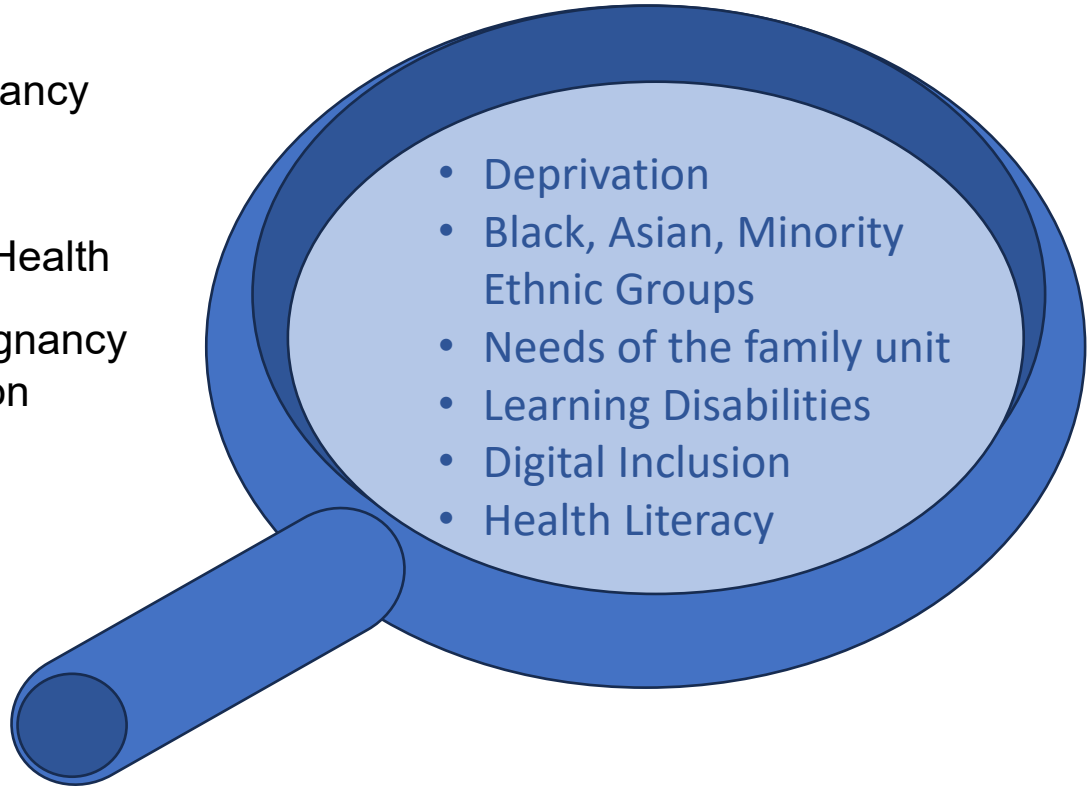 ancy
Health
gnancy
on
• Deprivation
• Black, Asian, Minority
Ethnic Groups
• Needs of the family unit
• Learning Disabilities
• Digital Inclusion
• Health Literacy